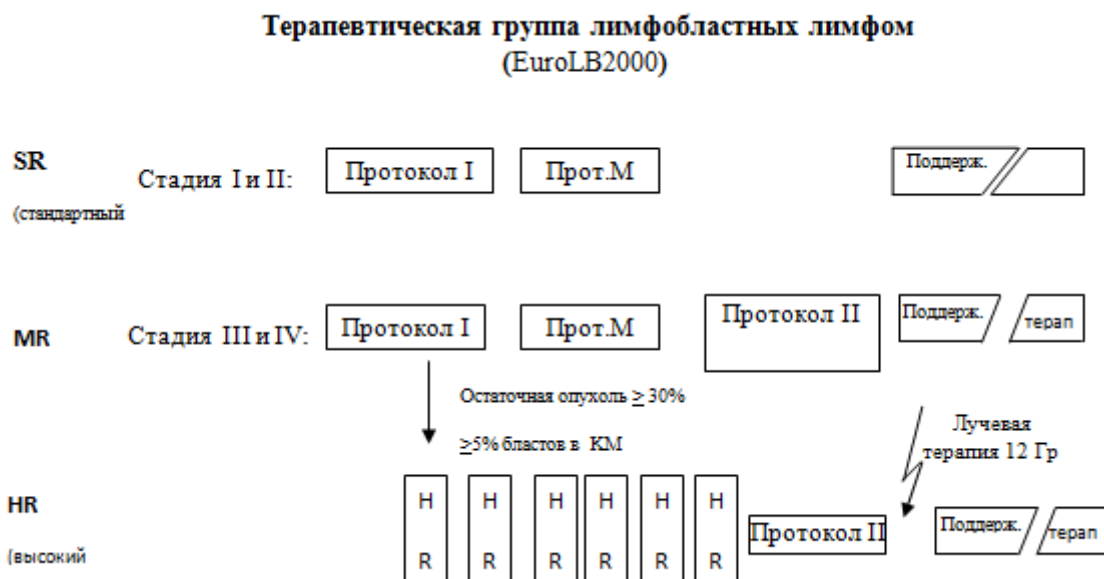 Терапевтическая группа лимфобластных лимфом
(EuroLB2000)
SR
Стадия I и II:
(стандартный
Протокол I
Прот.М
Поддерж.
MR
Стадия III и IV:
Протокол I
Прот.М
Протокол II
Поддерж.
терап
Остаточная опухоль ≥ 30%
≥5% бластов в КМ
Лучевая
терапия 12 Гр
HR
(высокий
H
R
H
R
H
R
H
R
H
R
H
R
Протокол II
Поддерж.
терап